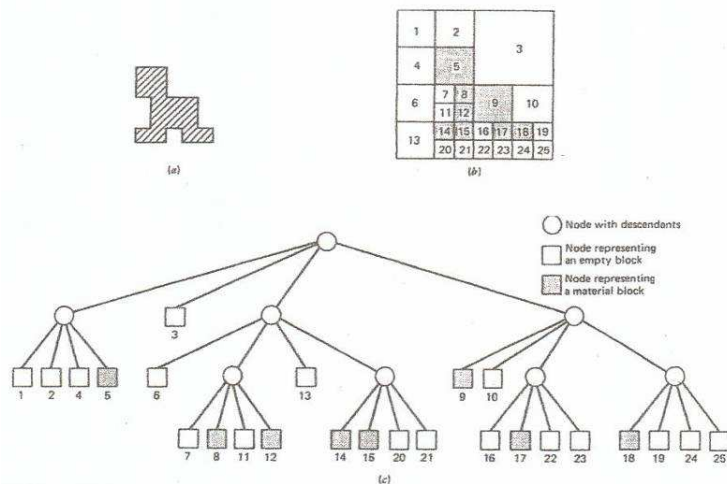 1 2 3
4 5
6 7 8 9 10
11 12
13 14 15 16 17 18 19
20 21 22 23 24 25
(a)
(b)
Node with descendants
Node representing
an empty block
Node representing
a material block
3
1 2 4 5 6 13 9 10
7 8 11 12 14 15 20 21 16 17 22 23 18 19 24 25
(c)